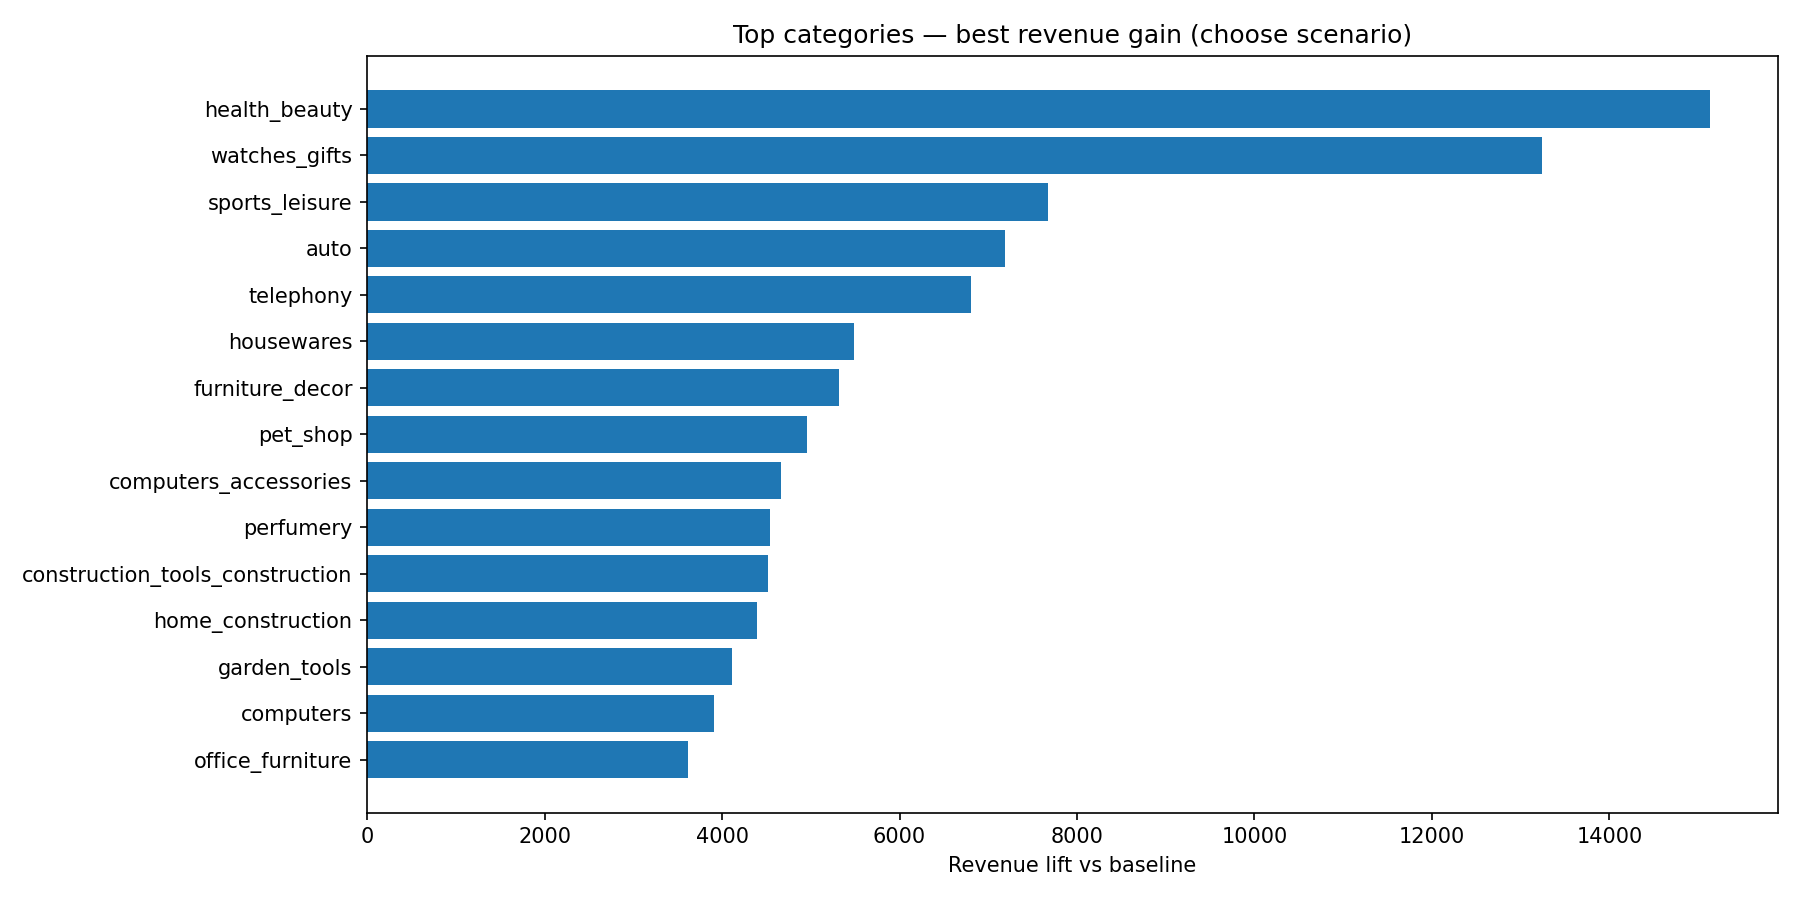 Top categories — best revenue gain (choose scenario)
health_beauty
watches_gifts
sports_leisure
auto
telephony
housewares
furniture_decor
pet_shop
computers_accessories
perfumery
construction_tools_construction
home_construction
garden_tools
computers
office_furniture
0 2000 4000 6000 8000 10000 12000 14000
Revenue lift vs baseline